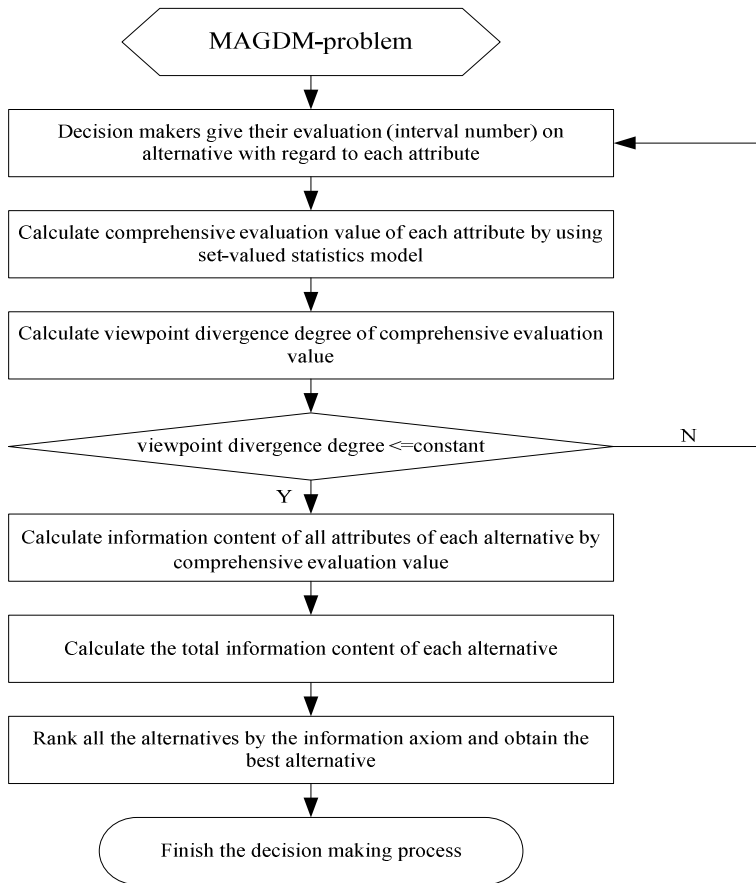 MAGDM-problem
Decision makers give their evaluation (interval number) on
alternative with regard to each attribute
Calculate comprehensive evaluation value of each attribute by using
set-valued statistics model
Calculate viewpoint divergence degree of comprehensive evaluation
value
viewpoint divergence degree <=constant
N
Y
Calculate information content of all attributes of each alternative by
comprehensive evaluation value
Calculate the total information content of each alternative
Rank all the alternatives by the information axiom and obtain the
best alternative
Finish the decision making process